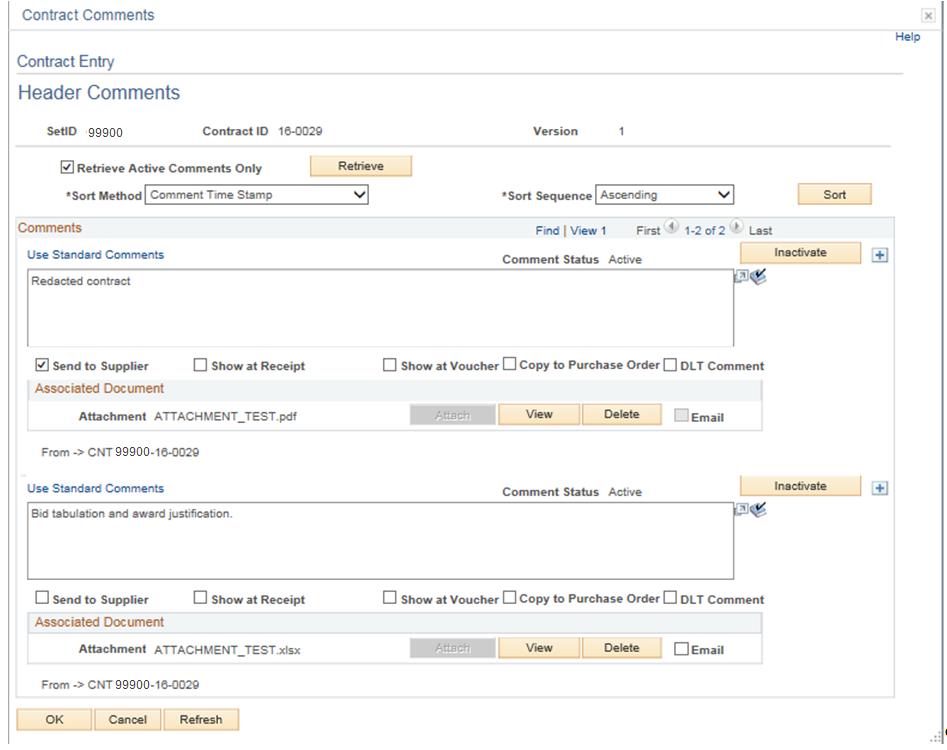 Contract Comments
Help
Contract Entry
Header Comments
SetID 99900 Contract ID 16-0029 Version 1
Retrieve Active Comments Only Retrieve
*Sort Method Comment Time Stamp *Sort Sequence Ascending Sort
Comments Find | View 1 First 1-2 of 2 Last
Use Standard Comments Comment Status Active Inactivate
Redacted contract
Send to Supplier Show at Receipt Show at Voucher Copy to Purchase Order DLT Comment
Associated Document
Attachment ATTACHMENT_TEST.pdf Attach View Delete Email
From -> CNT 99900-16-0029
Use Standard Comments Comment Status Active Inactivate
Bid tabulation and award justification.
Send to Supplier Show at Receipt Show at Voucher Copy to Purchase Order DLT Comment
Associated Document
Attachment ATTACHMENT_TEST.xlsx Attach View Delete Email
From -> CNT 99900-16-0029
OK Cancel Refresh